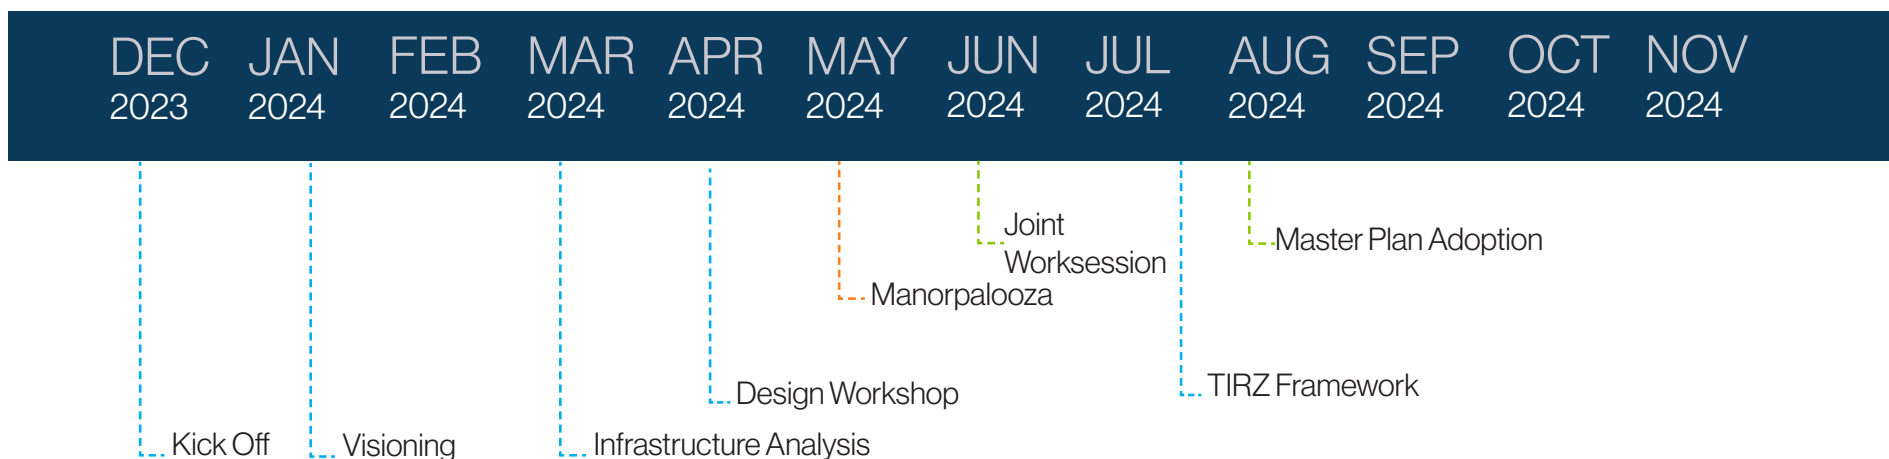 DEC JAN FEB MAR APR MAY JUN JUL AUG SEP OCT NOV
2023 2024 2024 2024 2024 2024 2024 2024 2024 2024 2024 2024
Joint
Worksession
Master Plan Adoption
Manorpalooza
Design Workshop
TIRZ Framework
Kick Off
Visioning
Infrastructure Analysis